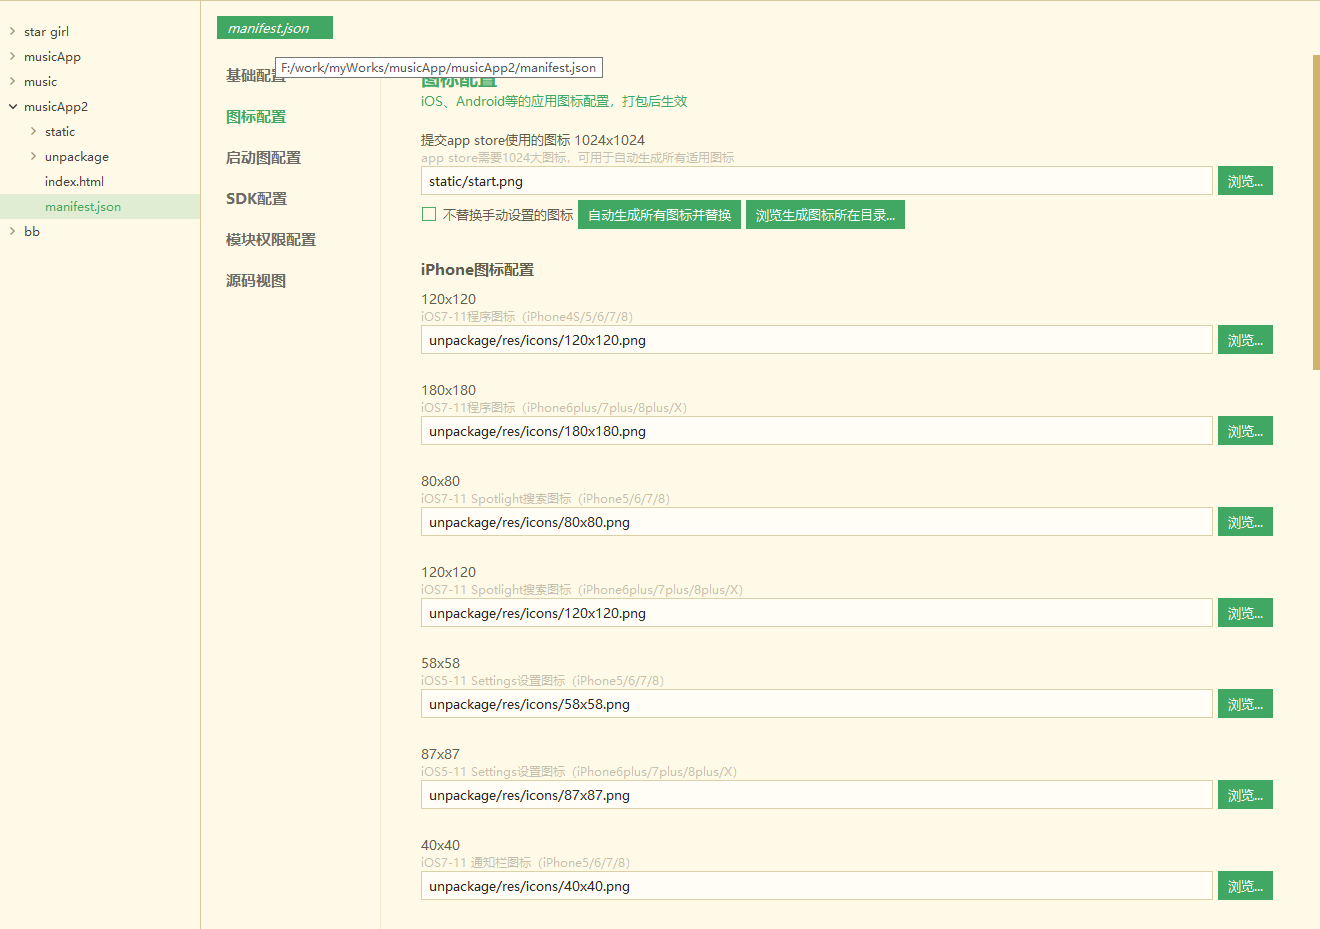 star girl
musicApp
music
musicApp2
static
unpackage
index.html
manifest.json
bb
manifest.json
F:/work/myWorks/musicApp/musicApp2/manifest.json
基础配置
图标配置
启动图配置
SDK配置
模块权限配置
源码视图
图标配置
iOS、Android等的应用图标配置，打包后生效
提交app store使用的图标 1024x1024
app store需要1024大图标，可用于自动生成所有适用图标
static/start.png 浏览...
不替换手动设置的图标 自动生成所有图标并替换 浏览生成图标所在目录...
iPhone图标配置
120x120
iOS7-11程序图标（iPhone4S/5/6/7/8）
unpackage/res/icons/120x120.png 浏览...
180x180
iOS7-11程序图标（iPhone6plus/7plus/8plus/X）
unpackage/res/icons/180x180.png 浏览...
80x80
iOS7-11 Spotlight搜索图标（iPhone5/6/7/8）
unpackage/res/icons/80x80.png 浏览...
120x120
iOS7-11 Spotlight搜索图标（iPhone6plus/7plus/8plus/X）
unpackage/res/icons/120x120.png 浏览...
58x58
iOS5-11 Settings设置图标（iPhone5/6/7/8）
unpackage/res/icons/58x58.png 浏览...
87x87
iOS5-11 Settings设置图标（iPhone6plus/7plus/8plus/X）
unpackage/res/icons/87x87.png 浏览...
40x40
iOS7-11 通知栏图标（iPhone5/6/7/8）
unpackage/res/icons/40x40.png 浏览...